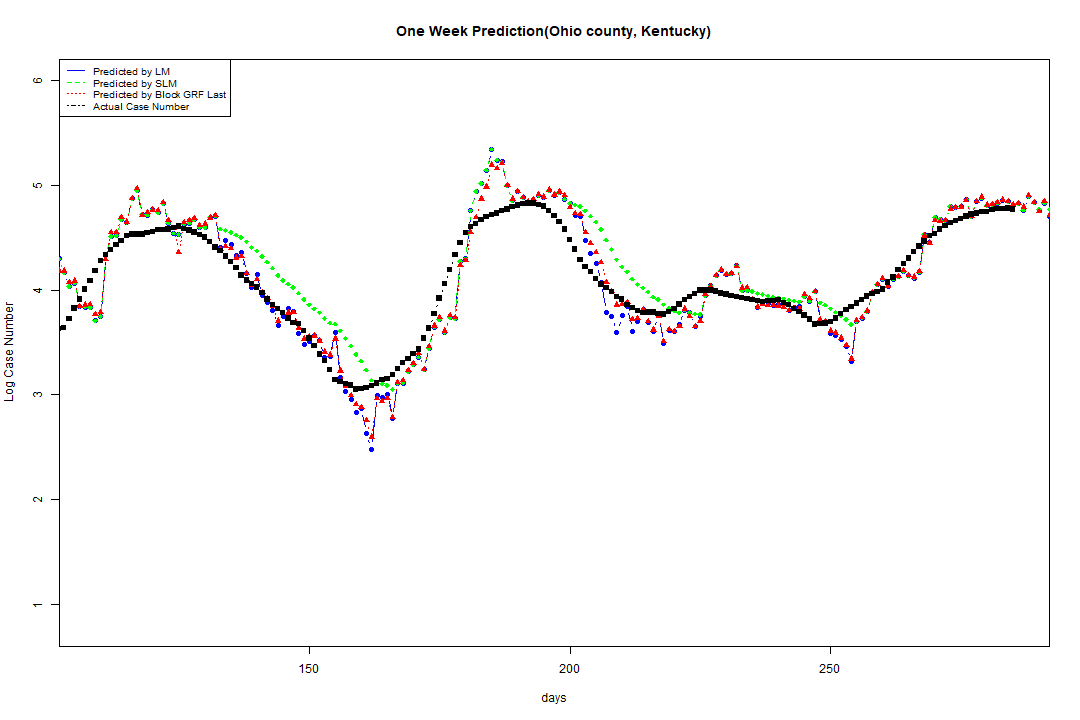 One Week Prediction(Ohio county, Kentucky)
Predicted by LM
Predicted by SLM
Predicted by Block GRF Last
Actual Case Number
6
5
4
3
2
1
Log Case Number
150
200
250
days